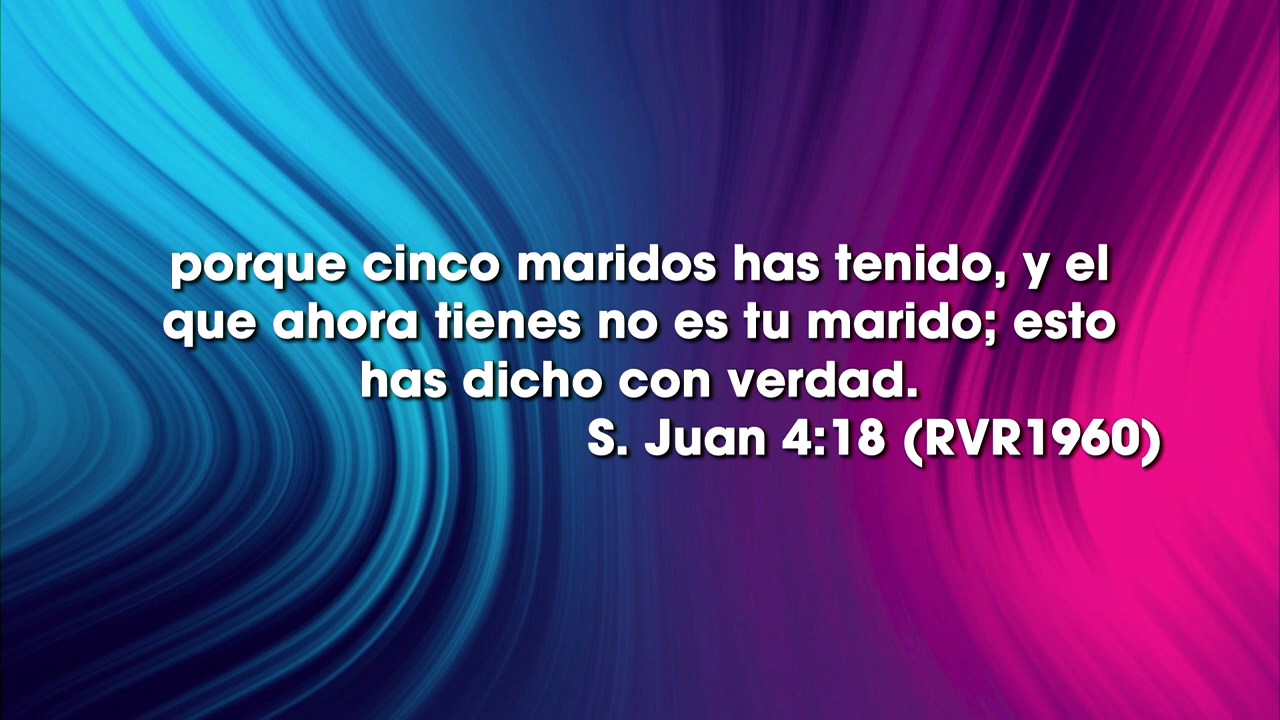 porque cinco maridos has tenido, y el
que ahora tienes no es tu marido; esto
has dicho con verdad.
S. Juan 4:18 (RVR1960)